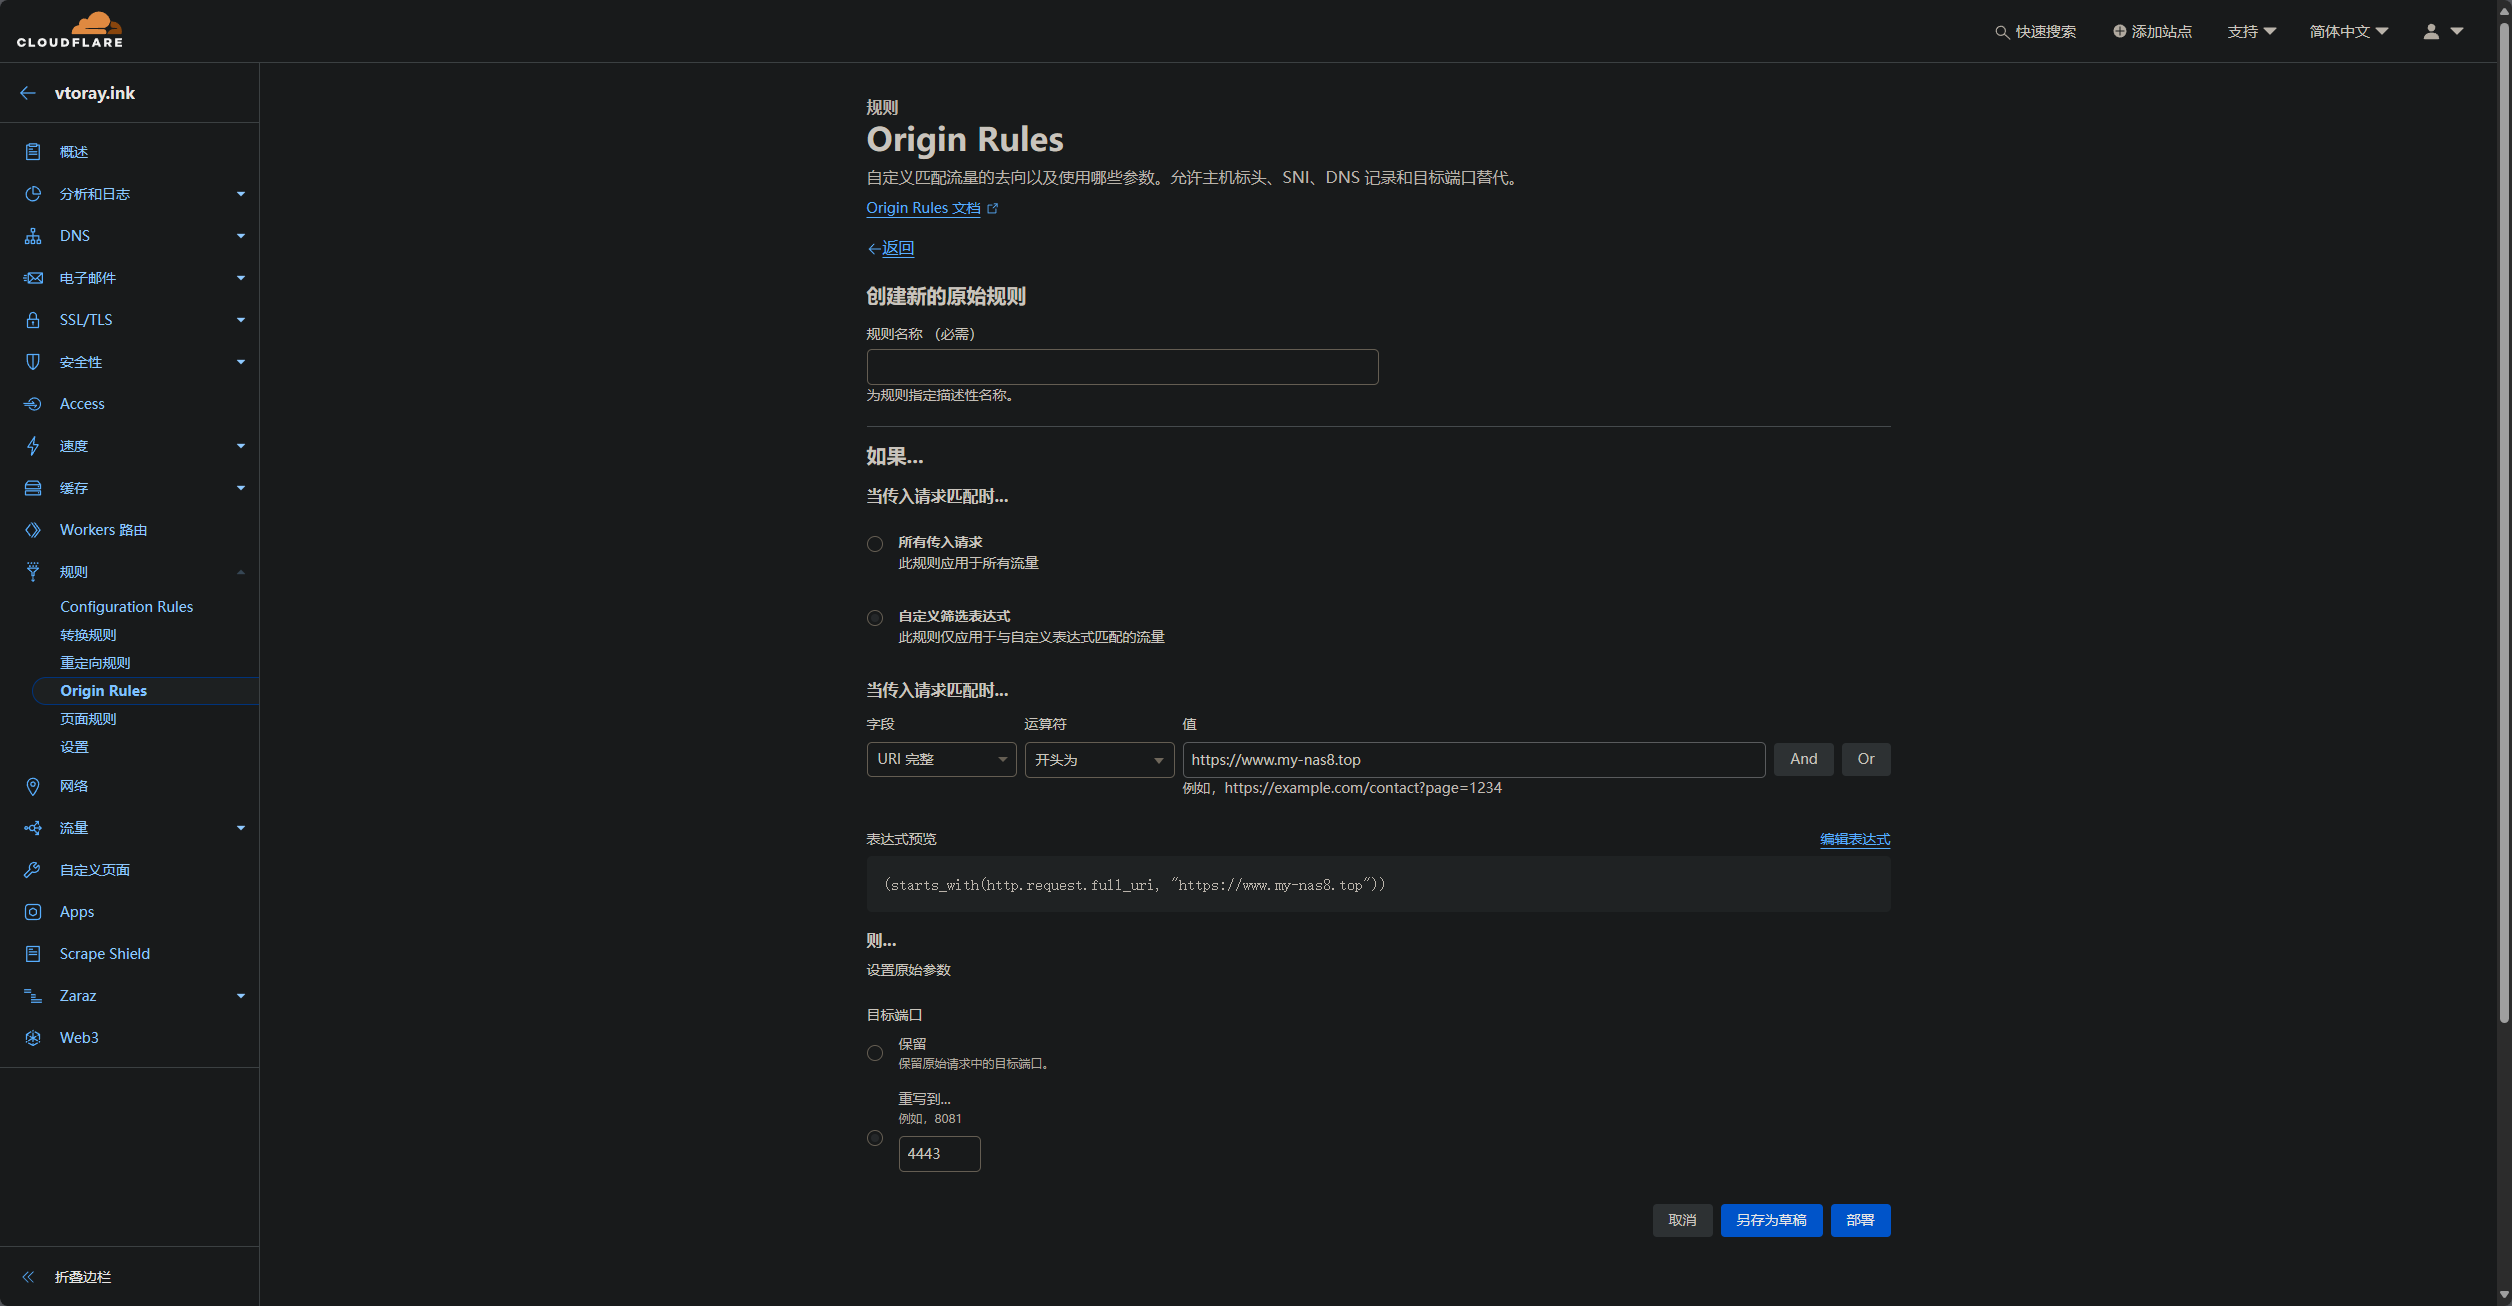 CLOUDFLARE
快速搜索
添加站点
支持
简体中文
vtoray.ink
概述
分析和日志
DNS
电子邮件
SSL/TLS
安全性
Access
速度
缓存
Workers 路由
规则
Configuration Rules
转换规则
重定向规则
Origin Rules
页面规则
设置
网络
流量
自定义页面
Apps
Scrape Shield
Zaraz
Web3
折叠边栏
规则
Origin Rules
自定义匹配流量的去向以及使用哪些参数。允许主机标头、SNI、DNS 记录和目标端口替代。
Origin Rules 文档
←返回
创建新的原始规则
规则名称 （必需）
为规则指定描述性名称。
如果...
当传入请求匹配时...
所有传入请求
此规则应用于所有流量
自定义筛选表达式
此规则仅应用于与自定义表达式匹配的流量
当传入请求匹配时...
字段 运算符 值
URI 完整 开头为 https://www.my-nas8.top And Or
例如，https://example.com/contact?page=1234
表达式预览 编辑表达式
(starts_with(http.request.full_uri, "https://www.my-nas8.top"))
则...
设置原始参数
目标端口
保留
保留原始请求中的目标端口。
重写到...
例如，8081
4443
取消 另存为草稿 部署